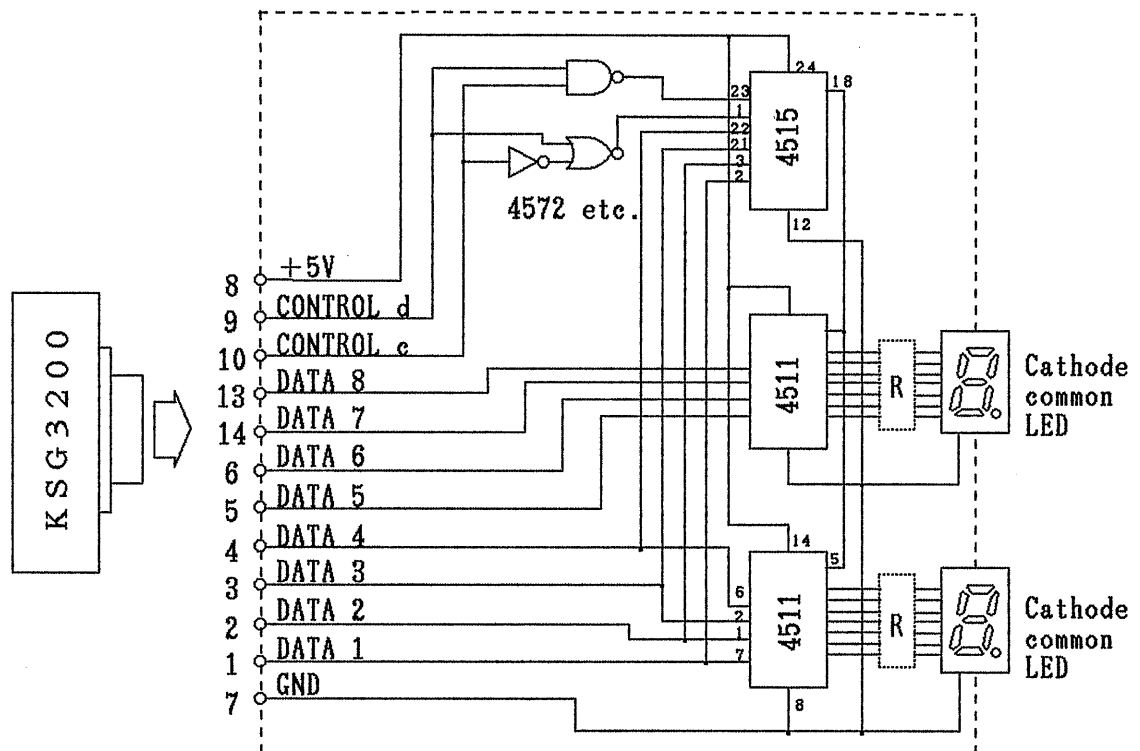 24
18
23
1
22
21
3
2
4515
12
4572 etc.
8 +5V
9 CONTROL d
10 CONTROL c
13 DATA 8
14 DATA 7
6 DATA 6
5 DATA 5
4 DATA 4
3 DATA 3
2 DATA 2
1 DATA 1
7 GND
KSG3200
4511
R
Cathode
common
LED
14
5
6
2
1
7
4511
8
R
Cathode
common
LED